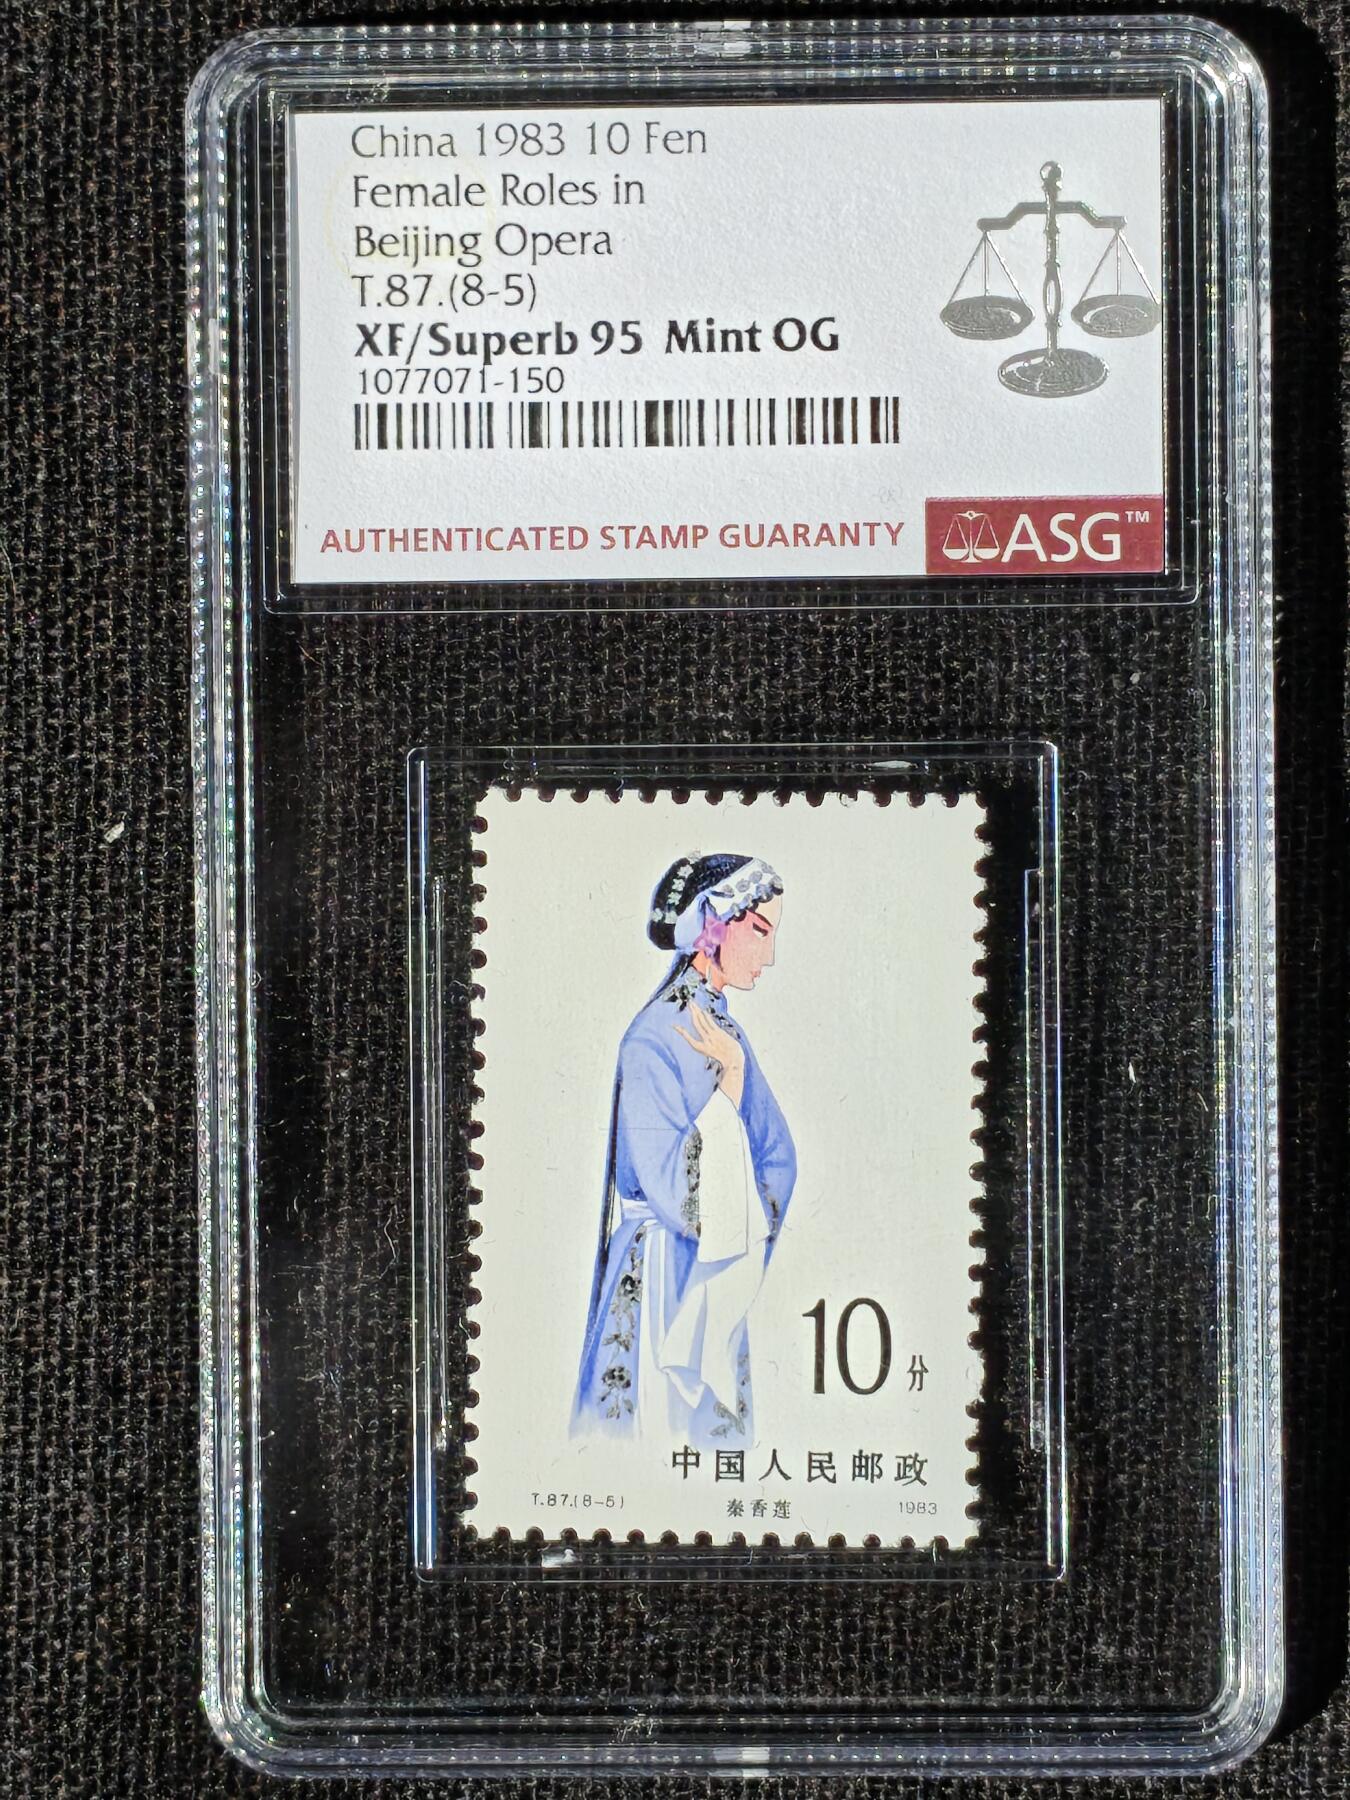 China 1983 10 Fen
Female Roles in
Beijing Opera
T.87.(8-5)
XF/Superb 95 Mint OG
1077071-150
AUTHENTICATED STAMP GUARANTY
ASG™
10分
中国人民邮政
T.87.(8-5) 秦香莲 1983